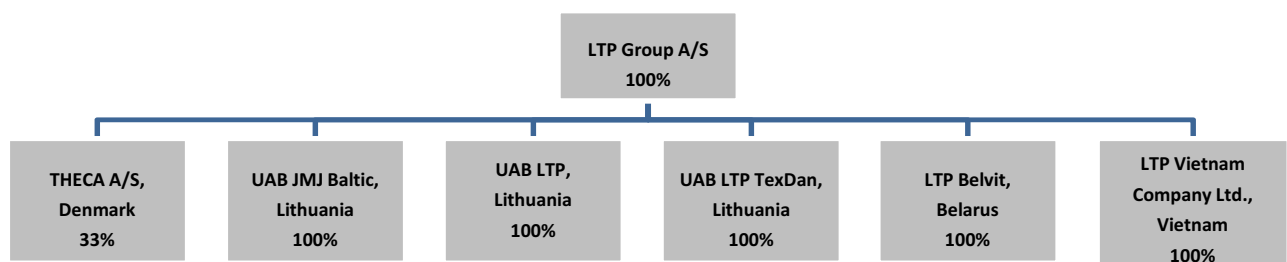 LTP Group A/S
100%
THECA A/S,
Denmark
33%
UAB JMJ Baltic,
Lithuania
100%
UAB LTP,
Lithuania
100%
UAB LTP TexDan,
Lithuania
100%
LTP Belvit,
Belarus
100%
LTP Vietnam
Company Ltd.,
Vietnam
100%